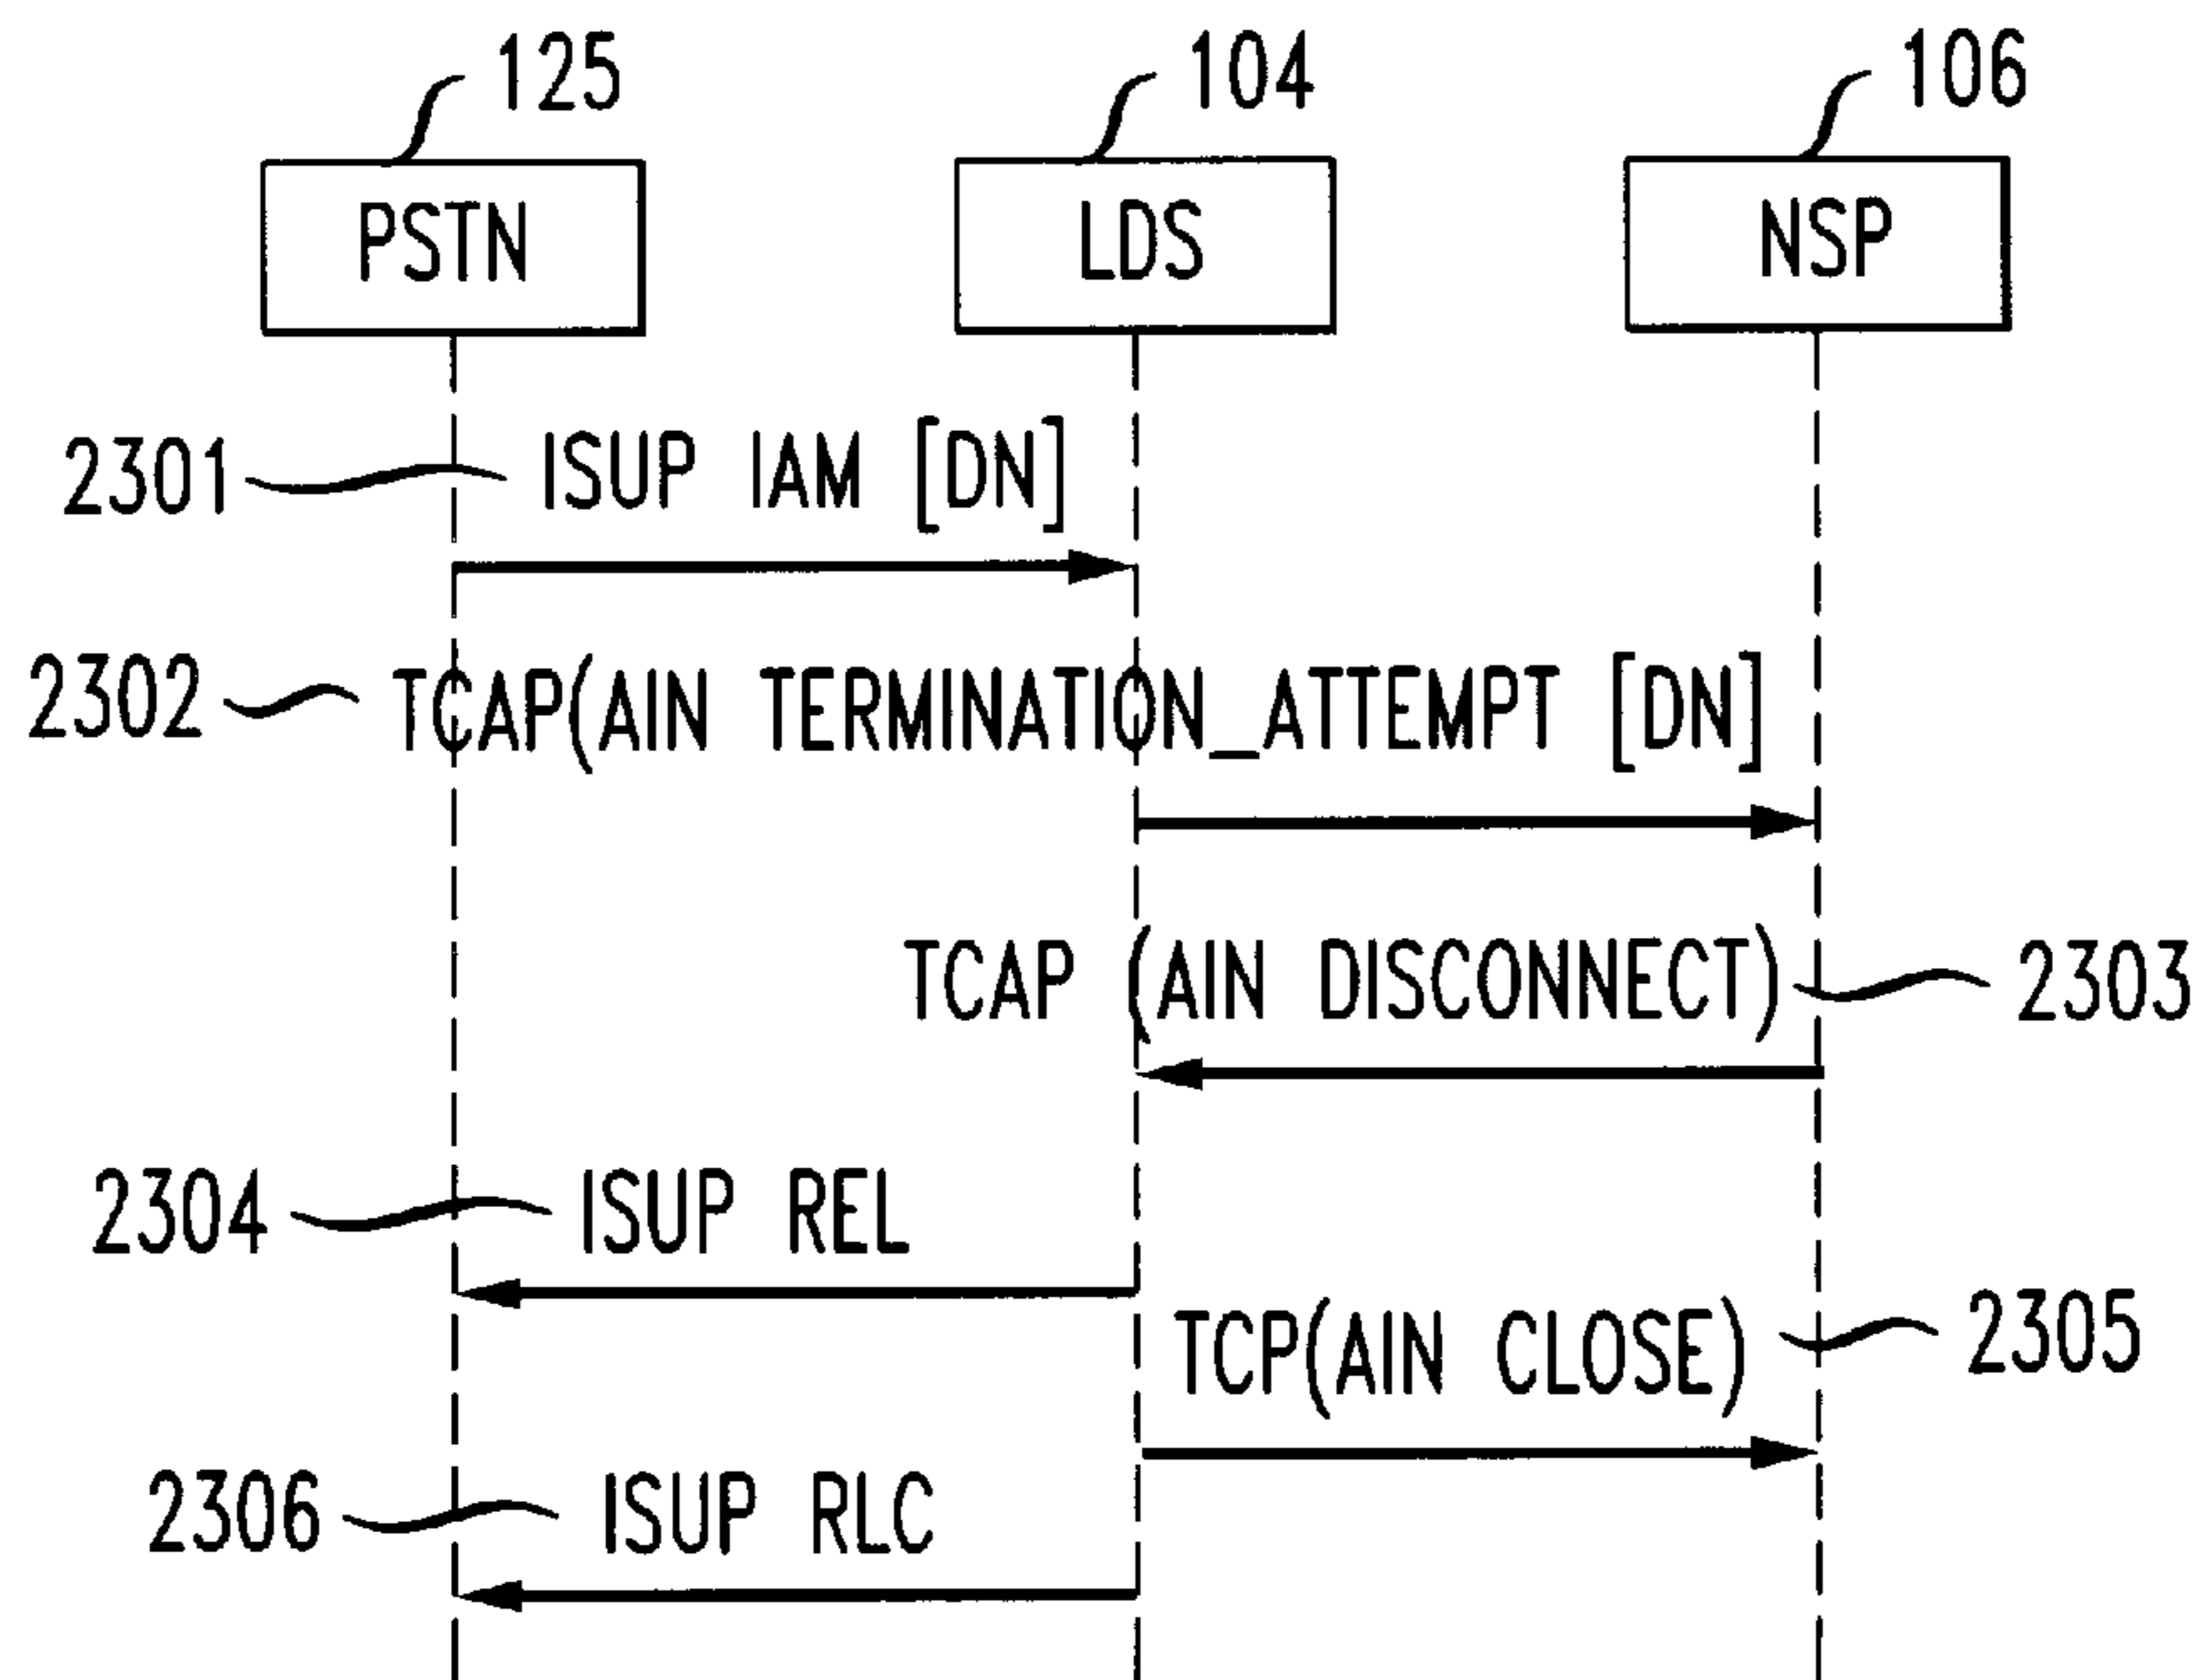 125
104
106
PSTN
LDS
NSP
2301
ISUP IAM [DN]
2302
TCAP(AIN TERMINATION_ATTEMPT [DN]
TCAP (AIN DISCONNECT)
2303
2304
ISUP REL
TCP(AIN CLOSE)
2305
2306
ISUP RLC